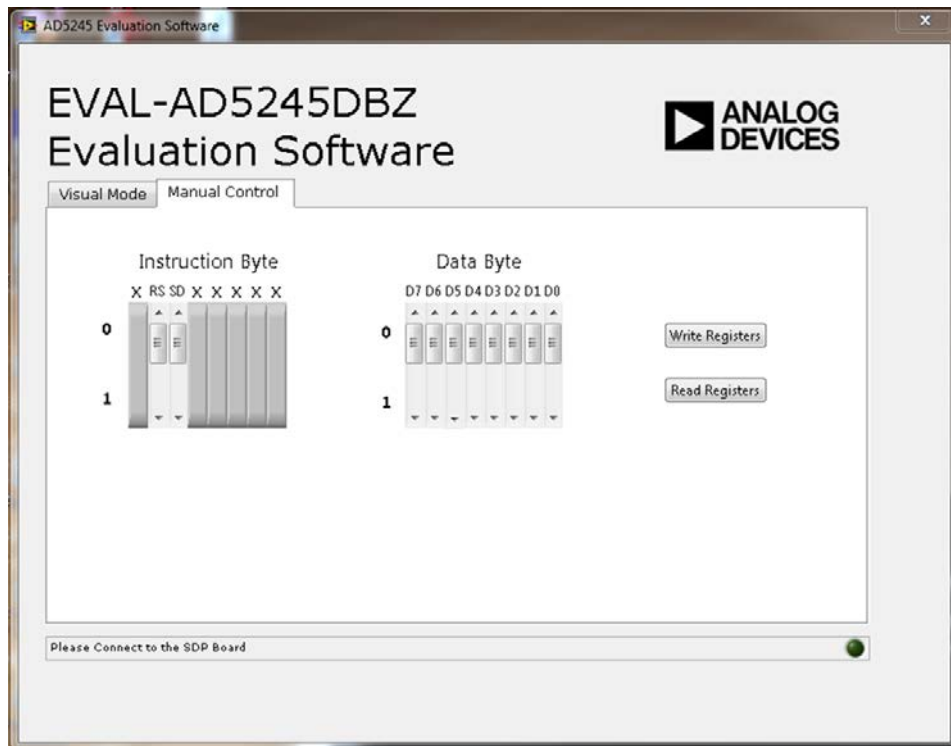 AD5245 Evaluation Software
x
EVAL-AD5245DBZ
Evaluation Software
ANALOG
DEVICES
Visual Mode
Manual Control
Instruction Byte
X RS SD X X X X X
0
1
Data Byte
D7 D6 D5 D4 D3 D2 D1 D0
0
1
Write Registers
Read Registers
Please Connect to the SDP Board